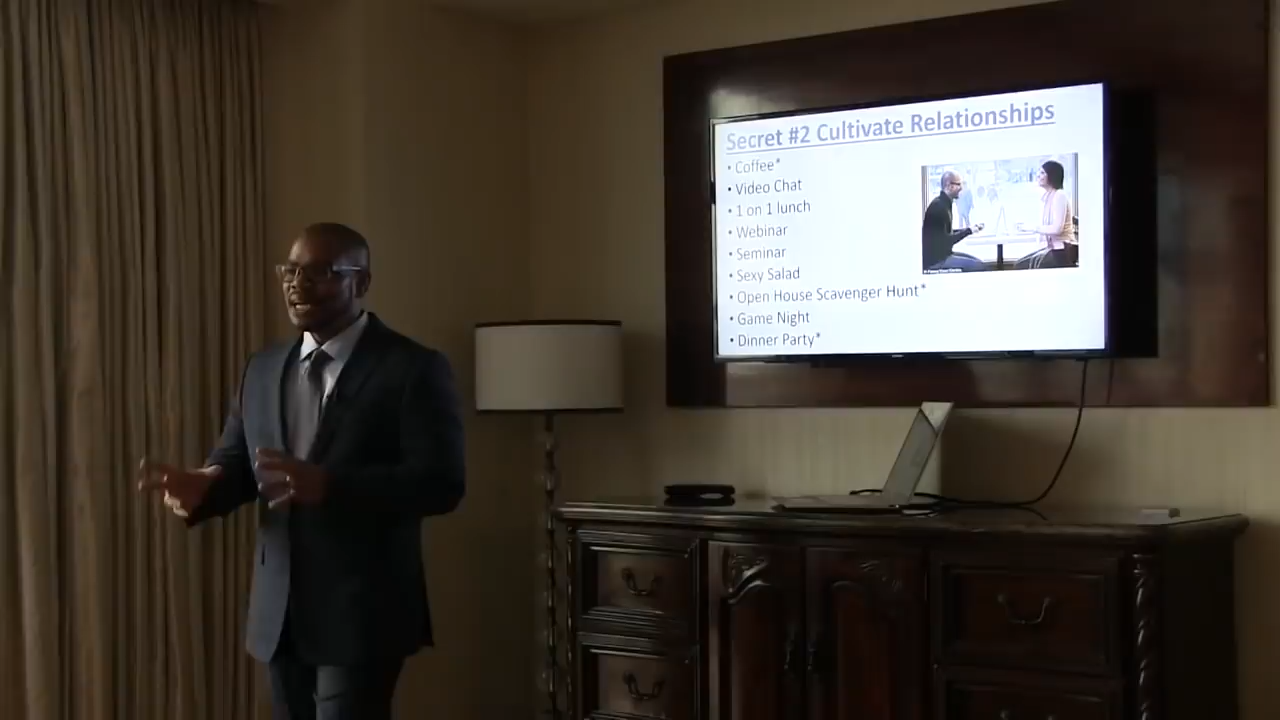 Secret #2 Cultivate Relationships
• Coffee*
• Video Chat
• 1 on 1 lunch
• Webinar
• Seminar
• Sexy Salad
• Open House Scavenger Hunt*
• Game Night
• Dinner Party*